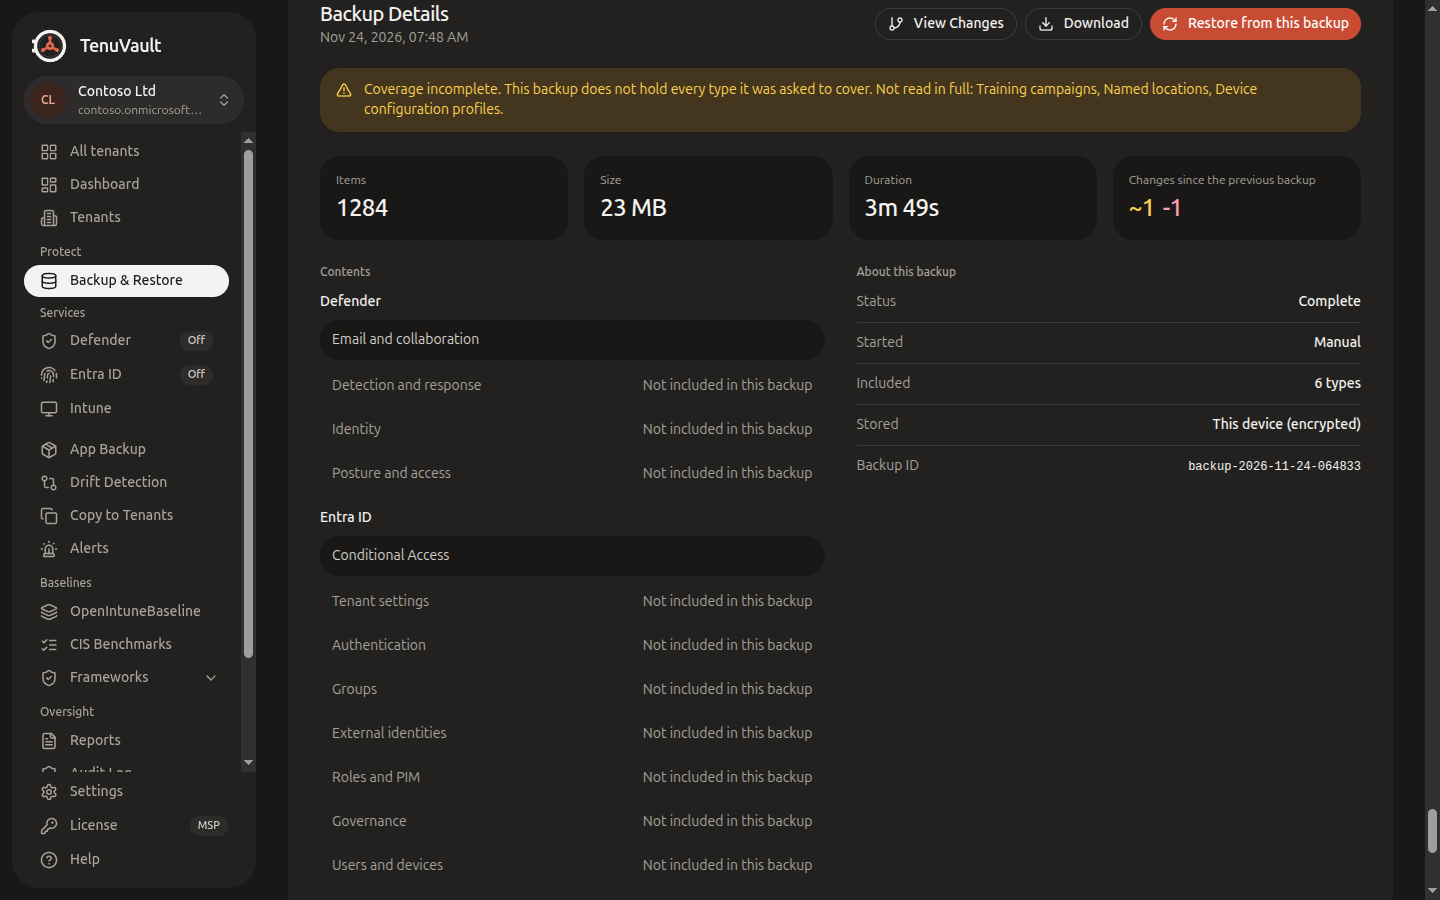 TenuVault
CL
Contoso Ltd
contoso.onmicrosoft...
All tenants
Dashboard
Tenants
Protect
Backup & Restore
Services
Defender Off
Entra ID Off
Intune
App Backup
Drift Detection
Copy to Tenants
Alerts
Baselines
OpenIntuneBaseline
CIS Benchmarks
Frameworks
Oversight
Reports
Audit Log
Settings
License MSP
Help
Backup Details
Nov 24, 2026, 07:48 AM
View Changes
Download
Restore from this backup
Coverage incomplete. This backup does not hold every type it was asked to cover. Not read in full: Training campaigns, Named locations, Device
configuration profiles.
Items
1284
Size
23 MB
Duration
3m 49s
Changes since the previous backup
~1 -1
Contents
Defender
Email and collaboration
Detection and response Not included in this backup
Identity Not included in this backup
Posture and access Not included in this backup
Entra ID
Conditional Access
Tenant settings Not included in this backup
Authentication Not included in this backup
Groups Not included in this backup
External identities Not included in this backup
Roles and PIM Not included in this backup
Governance Not included in this backup
Users and devices Not included in this backup
About this backup
Status Complete
Started Manual
Included 6 types
Stored This device (encrypted)
Backup ID backup-2026-11-24-064833